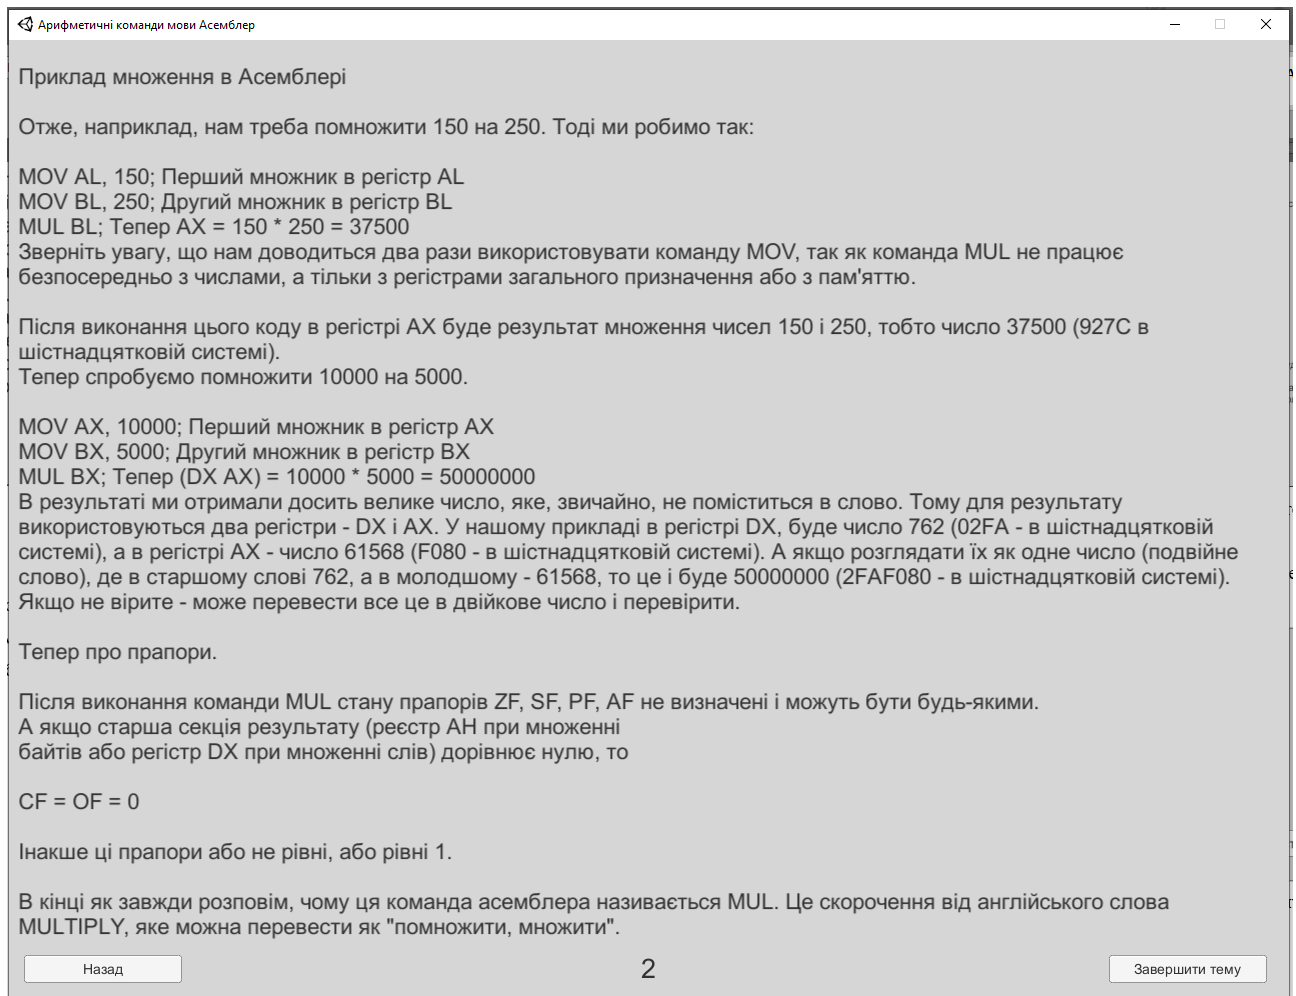 Арифметичні команди мови Асемблер
Приклад множення в Асемблері
Отже, наприклад, нам треба помножити 150 на 250. Тоді ми робимо так:
MOV AL, 150; Перший множник в регістр AL
MOV BL, 250; Другий множник в регістр BL
MUL BL; Тепер АХ = 150 * 250 = 37500
Зверніть увагу, що нам доводиться два рази використовувати команду MOV, так як команда MUL не працює
безпосередньо з числами, а тільки з регістрами загального призначення або з пам'яттю.
Після виконання цього коду в регістрі АХ буде результат множення чисел 150 і 250, тобто число 37500 (927C в
шістнадцятковій системі).
Тепер спробуємо помножити 10000 на 5000.
MOV AX, 10000; Перший множник в регістр АХ
MOV BX, 5000; Другий множник в регістр ВХ
MUL BX; Тепер (DX AX) = 10000 * 5000 = 50000000
В результаті ми отримали досить велике число, яке, звичайно, не поміститься в слово. Тому для результату
використовуються два регістри - DX і AX. У нашому прикладі в регістрі DX, буде число 762 (02FA - в шістнадцятковій
системі), а в регістрі АХ - число 61568 (F080 - в шістнадцятковій системі). А якщо розглядати їх як одне число (подвійне
слово), де в старшому слові 762, а в молодшому - 61568, то це і буде 50000000 (2FAF080 - в шістнадцятковій системі).
Якщо не вірите - може перевести все це в двійкове число і перевірити.
Тепер про прапори.
Після виконання команди MUL стану прапорів ZF, SF, PF, AF не визначені і можуть бути будь-якими.
А якщо старша секція результату (реєстр AH при множенні
байтів або регістр DX при множенні слів) дорівнює нулю, то
CF = OF = 0
Інакше ці прапори або не рівні, або рівні 1.
В кінці як завжди розповім, чому ця команда асемблера називається MUL. Це скорочення від англійського слова
MULTIPLY, яке можна перевести як "помножити, множити".
Назад
2
Завершити тему